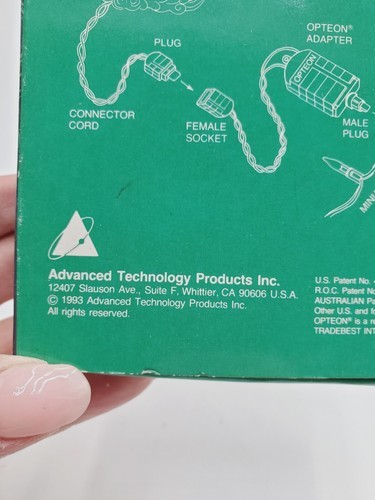 OPTEON®
ADAPTER
PLUG
OPTEON
CONNECTOR
CORD
FEMALE
SOCKET
MALE
PLUG
Advanced Technology Products Inc.
12407 Slauson Ave., Suite F, Whittier, CA 90606 U.S.A.
© 1993 Advanced Technology Products Inc.
All rights reserved.
U.S. Patent No.
R.O.C. Patent No
AUSTRALIAN
Other U.S. and
OPTEON® is a
TRADEBEST